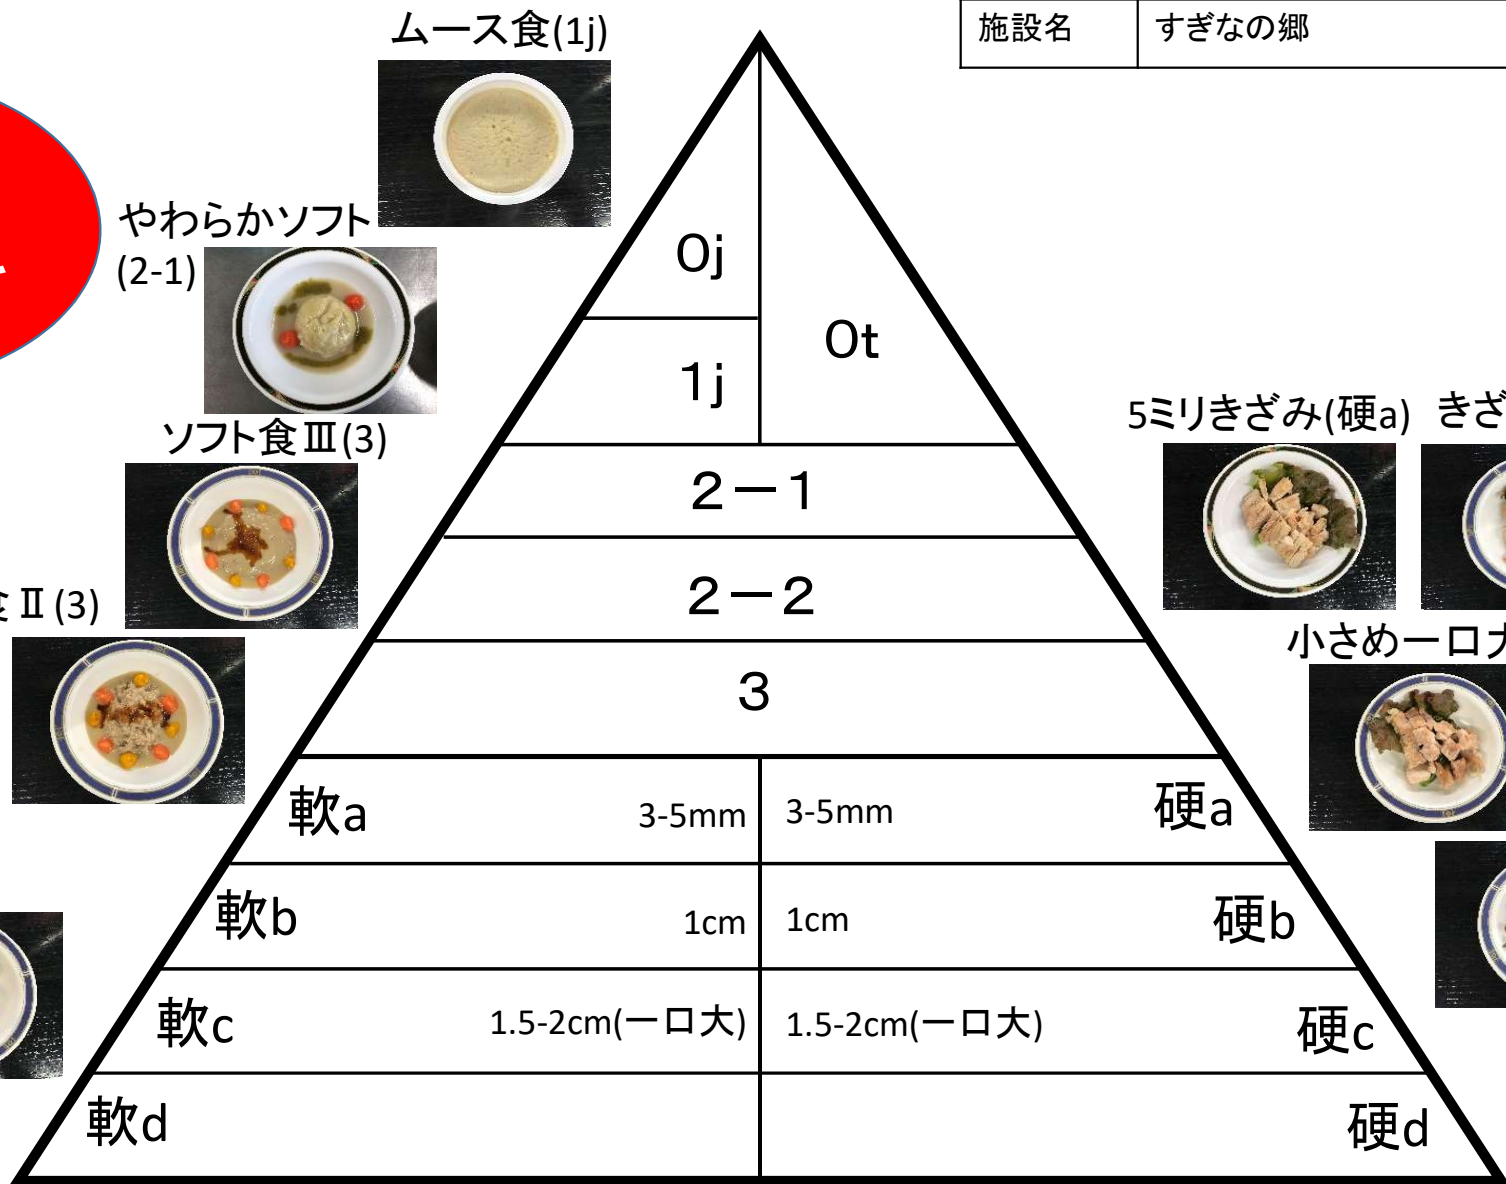 施設名 すぎなの郷
ムース食(1j)
やわらかソフト
(2-1)
ソフト食Ⅲ(3)
Ⅱ(3)
5ミリきざみ(硬a) きざ
小さめ一口大
0j
0t
1j
2－1
2－2
3
軟a 3-5mm 3-5mm 硬a
軟b 1cm 1cm 硬b
軟c 1.5-2cm(一口大) 1.5-2cm(一口大) 硬c
軟d 硬d